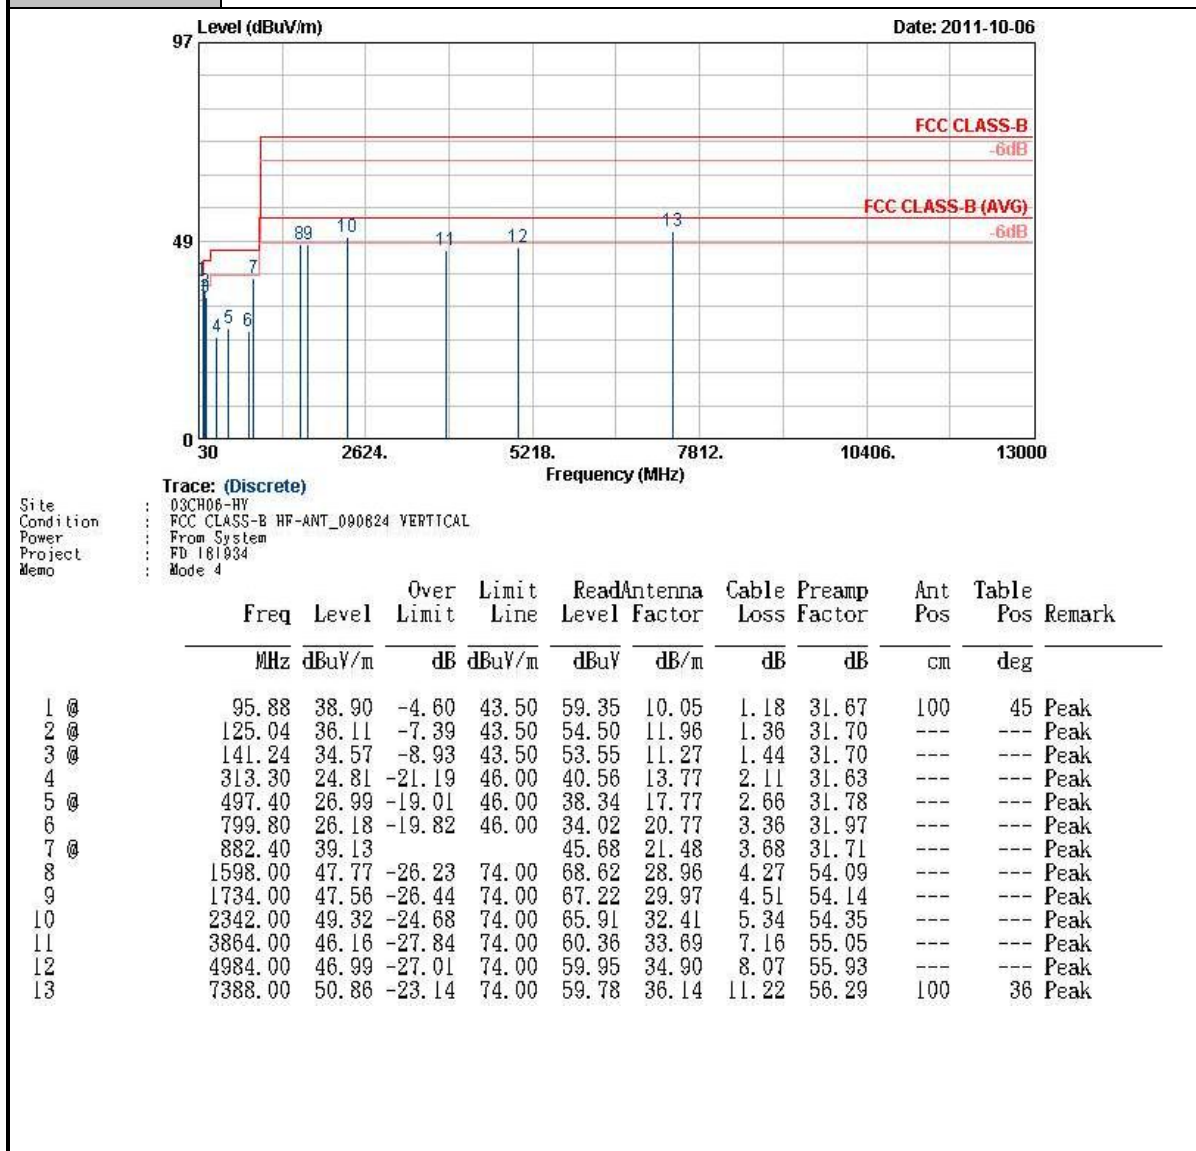 Level (dBuV/m) Date: 2011-10-06
97
FCC CLASS-B
-6dB
FCC CLASS-B (AVG)
-6dB
49
1
2
3
4
5
6
7
8
9
10
11
12
13
0
30 2624. 5218. 7812. 10406. 13000
Frequency (MHz)
Trace: (Discrete)
Site : 03CH06-HY
Condition : FCC CLASS-B HF-ANT_090824 VERTICAL
Power : From System
Project : FD 181934
Memo : Mode 4
Over Limit ReadAntenna Cable Preamp Ant Table
Freq Level Limit Line Level Factor Loss Factor Pos Pos Remark
MHz dBuV/m dB dBuV/m dBuV dB/m dB dB cm deg
1 @ 95.88 38.90 -4.60 43.50 59.35 10.05 1.18 31.67 100 45 Peak
2 @ 125.04 36.11 -7.39 43.50 54.50 11.96 1.36 31.70 --- --- Peak
3 @ 141.24 34.57 -8.93 43.50 53.55 11.27 1.44 31.70 --- --- Peak
4 313.30 24.81 -21.19 46.00 40.56 13.77 2.11 31.63 --- --- Peak
5 @ 497.40 26.99 -19.01 46.00 38.34 17.77 2.66 31.78 --- --- Peak
6 799.80 26.18 -19.82 46.00 34.02 20.77 3.36 31.97 --- --- Peak
7 @ 882.40 39.13 45.68 21.48 3.68 31.71 --- --- Peak
8 1598.00 47.77 -26.23 74.00 68.62 28.96 4.27 54.09 --- --- Peak
9 1734.00 47.56 -26.44 74.00 67.22 29.97 4.51 54.14 --- --- Peak
10 2342.00 49.32 -24.68 74.00 65.91 32.41 5.34 54.35 --- --- Peak
11 3864.00 46.16 -27.84 74.00 60.36 33.69 7.16 55.05 --- --- Peak
12 4984.00 46.99 -27.01 74.00 59.95 34.90 8.07 55.93 --- --- Peak
13 7388.00 50.86 -23.14 74.00 59.78 36.14 11.22 56.29 100 36 Peak